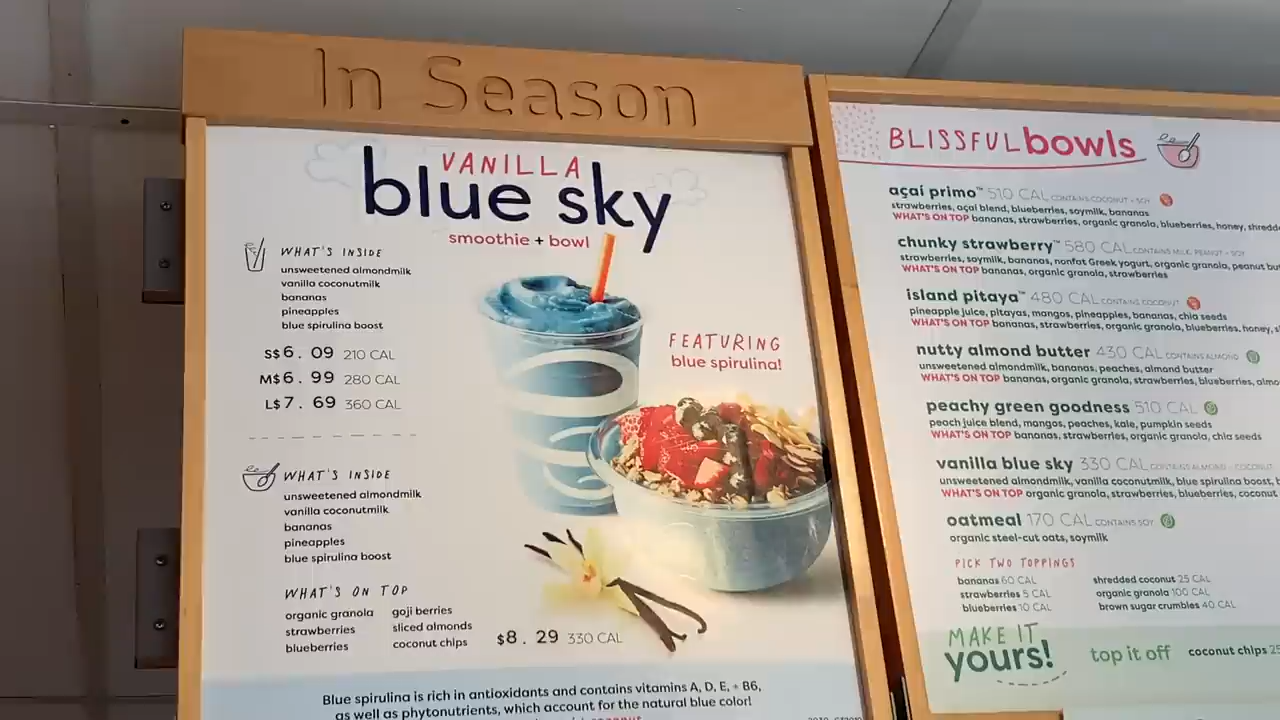 In Season
VANILLA
blue sky
smoothie + bowl
WHAT'S INSIDE
unsweetened almondmilk
vanilla coconutmilk
bananas
pineapples
blue spirulina boost
S$6.09 210 CAL
M$6.99 280 CAL
L$7.69 360 CAL
FEATURING
blue spirulina!
WHAT'S INSIDE
unsweetened almondmilk
vanilla coconutmilk
bananas
pineapples
blue spirulina boost
WHAT'S ON TOP
organic granola
strawberries
blueberries
goji berries
sliced almonds
coconut chips
$8.29 330 CAL
Blue spirulina is rich in antioxidants and contains vitamins A, D, E, + B6,
as well as phytonutrients, which account for the natural blue color!
BLISSFUL bowls
açaí primo™ 510 CAL CONTAINS COCONUT + SOY
strawberries, açaí blend, blueberries, soymilk, bananas
WHAT'S ON TOP bananas, strawberries, organic granola, blueberries, honey,
chunky strawberry™ 580 CAL CONTAINS MILK, PEANUT + SOY
strawberries, soymilk, bananas, nonfat Greek yogurt, organic granola, peanut
WHAT'S ON TOP bananas, organic granola, strawberries
island pitaya™ 480 CAL CONTAINS COCONUT
pineapple juice, pitayas, mangos, pineapples, bananas, chia seeds
WHAT'S ON TOP bananas, strawberries, organic granola, blueberries, honey,
nutty almond butter 430 CAL CONTAINS ALMOND
unsweetened almondmilk, bananas, peaches, almond butter
WHAT'S ON TOP bananas, organic granola, strawberries, blueberries,
peachy green goodness 510 CAL
peach juice blend, mangos, peaches, kale, pumpkin seeds
WHAT'S ON TOP bananas, strawberries, organic granola, chia seeds
vanilla blue sky 330 CAL CONTAINS ALMOND + COCONUT
unsweetened almondmilk, vanilla coconutmilk, blue spirulina boost,
WHAT'S ON TOP organic granola, strawberries, blueberries, coconut
oatmeal 170 CAL CONTAINS SOY
organic steel-cut oats, soymilk
PICK TWO TOPPINGS
bananas 60 CAL
strawberries 5 CAL
blueberries 10 CAL
shredded coconut 25 CAL
organic granola 100 CAL
brown sugar crumbles 40 CAL
MAKE IT
yours!
top it off
coconut chips